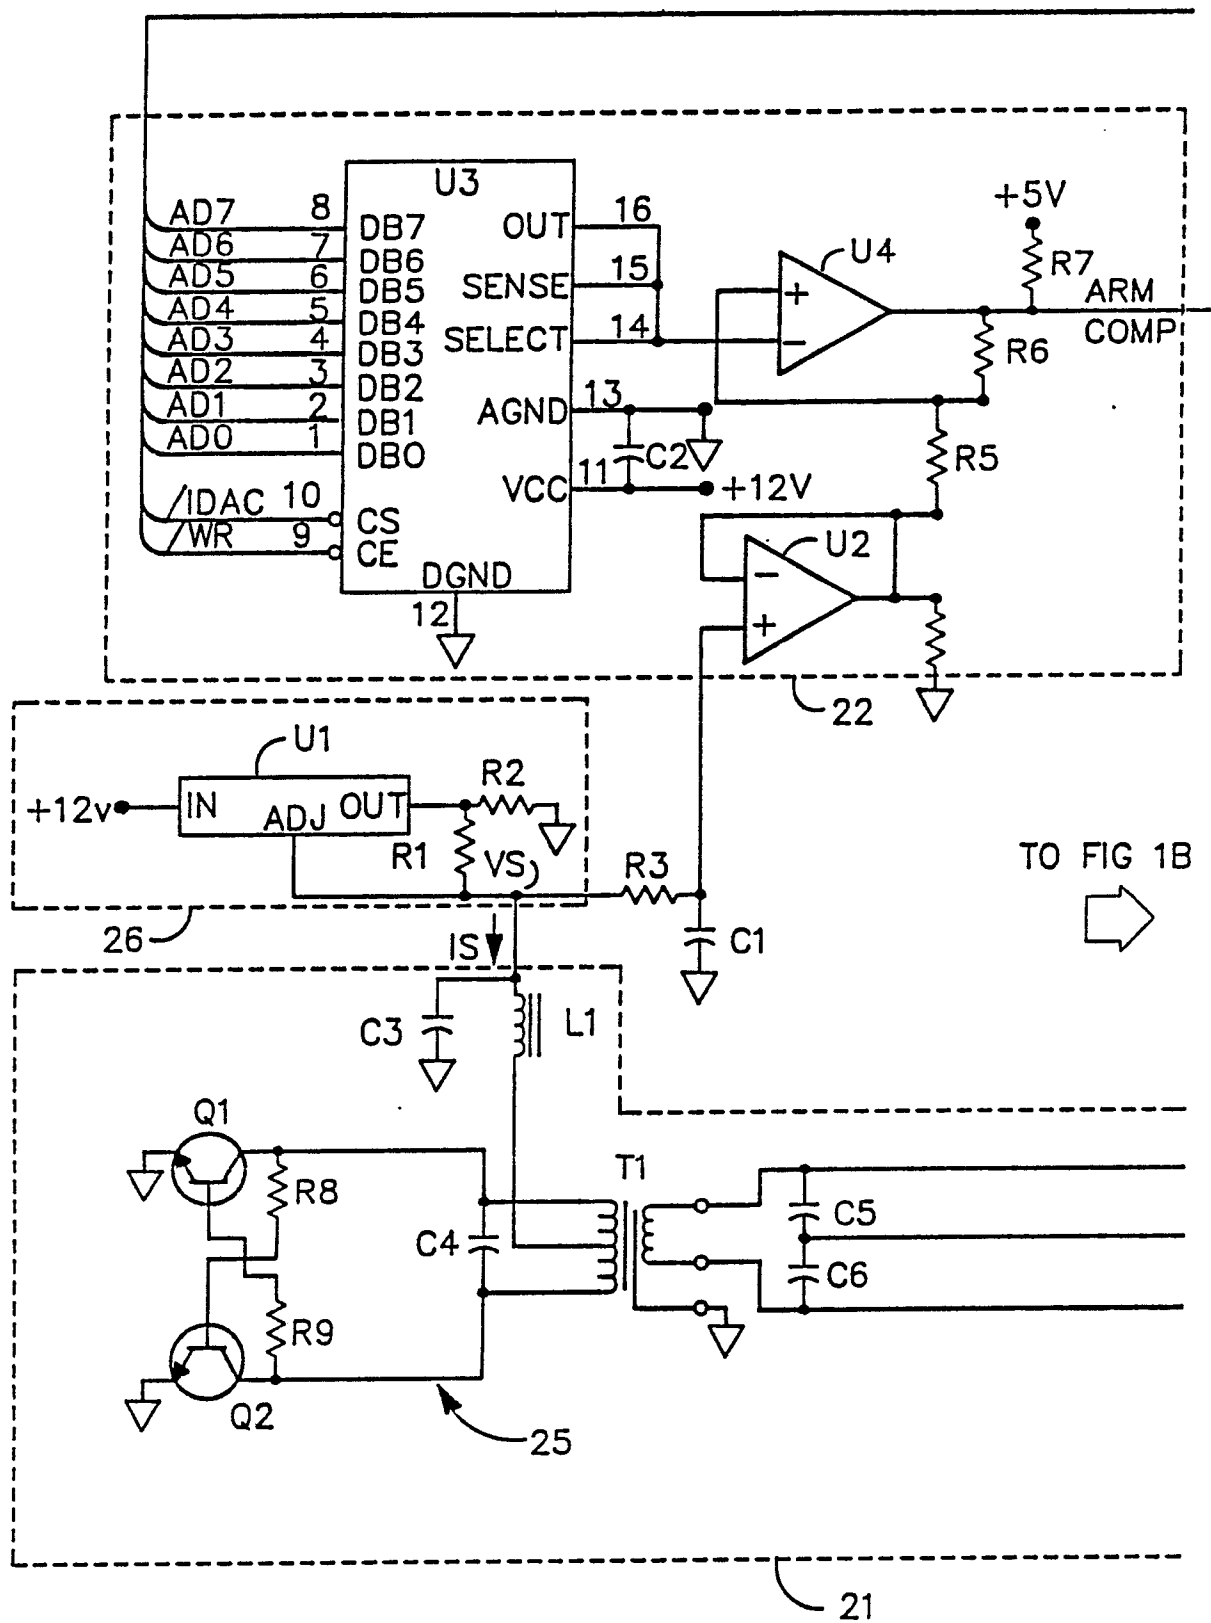 U3
AD7 8 DB7
AD6 7 DB6
AD5 6 DB5
AD4 5 DB4
AD3 4 DB3
AD2 3 DB2
AD1 2 DB1
AD0 1 DB0
/IDAC 10 CS
/WR 9 CE
OUT 16
SENSE 15
SELECT 14
AGND 13
VCC 11
DGND
12
C2
+12V
U4
+
−
+5V
R7
ARM
COMP
R6
R5
U2
−
+
22
U1
+12v
IN
ADJ
OUT
R2
R1
VS
R3
C1
26
IS
TO FIG 1B
C3
L1
Q1
R8
R9
Q2
C4
T1
C5
C6
25
21